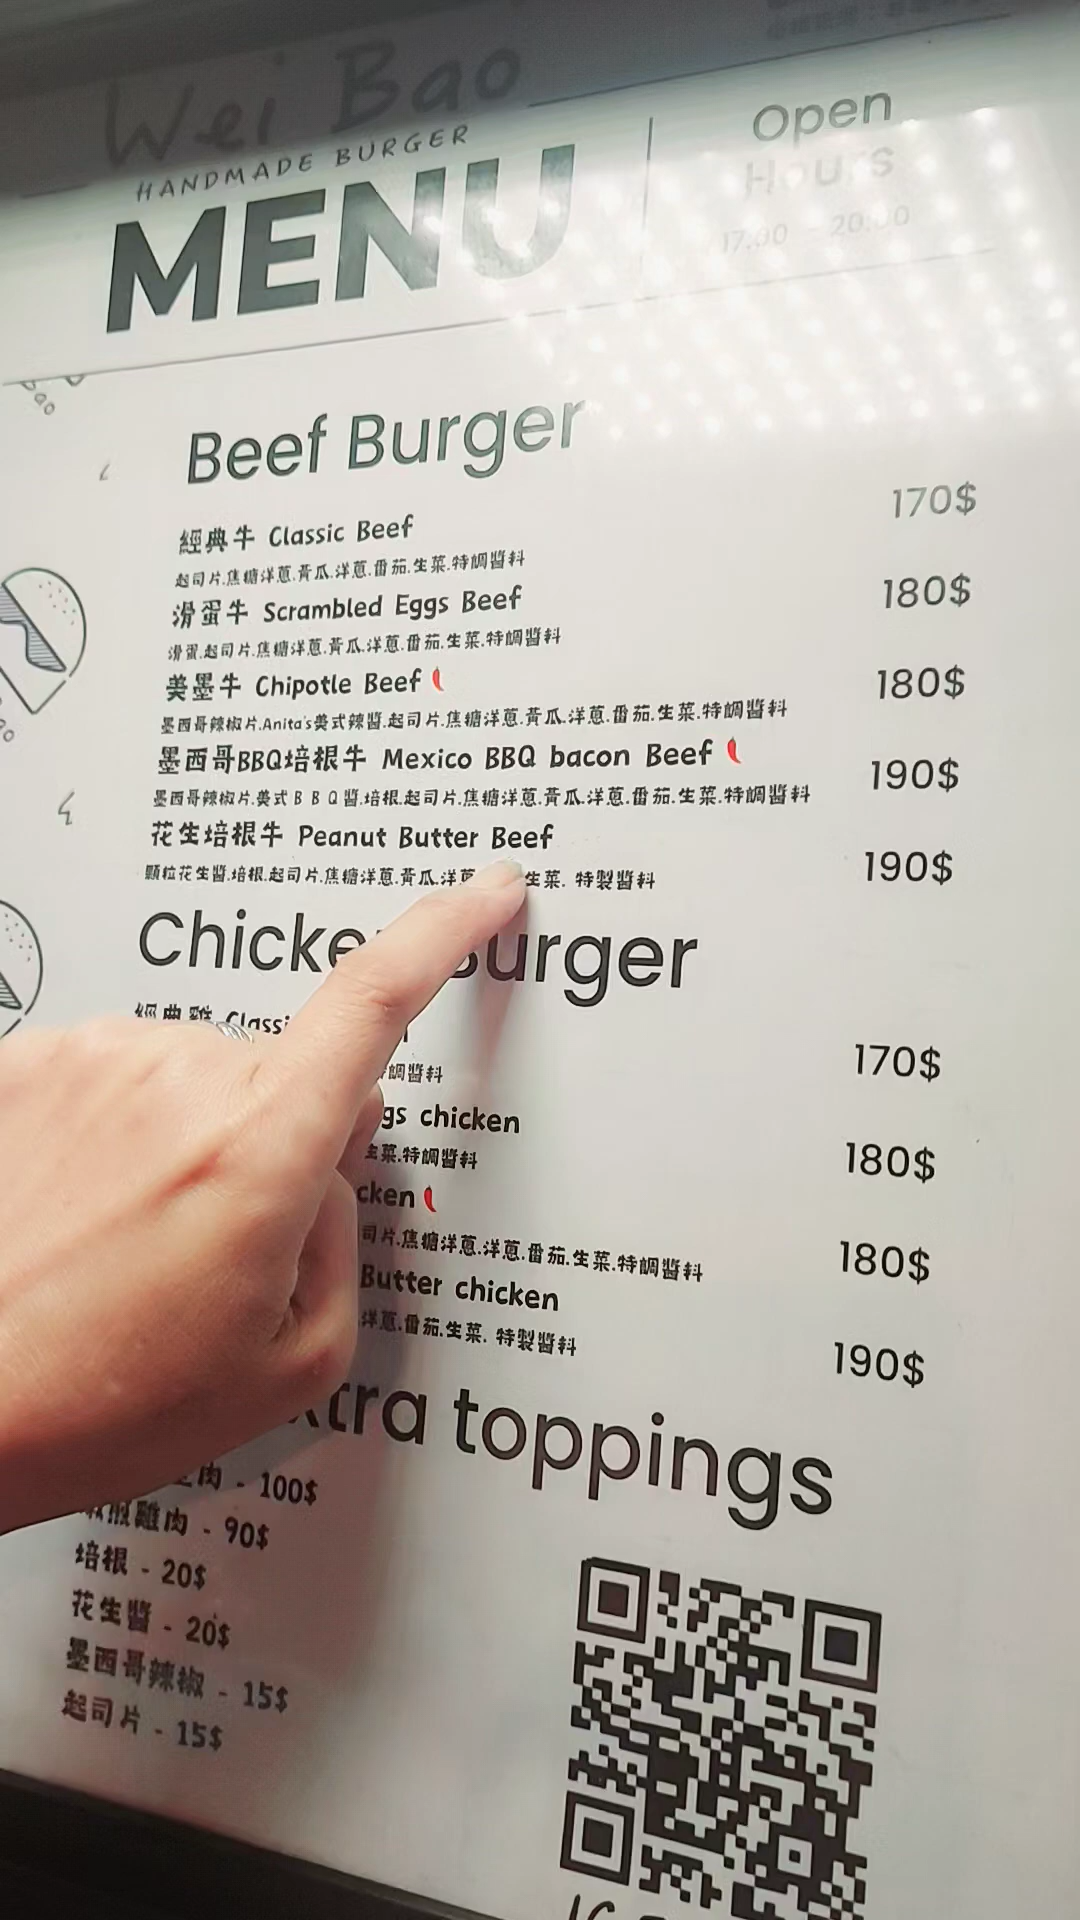 Wei Bao
HANDMADE BURGER
MENU
Open
Hours
17:00 - 20:00
Beef Burger
經典牛 Classic Beef 170$
起司片.焦糖洋蔥.黃瓜.洋蔥.番茄.生菜.特調醬料
滑蛋牛 Scrambled Eggs Beef 180$
滑蛋.起司片.焦糖洋蔥.黃瓜.洋蔥.番茄.生菜.特調醬料
美墨牛 Chipotle Beef 180$
墨西哥辣椒片.Anita's美式辣醬.起司片.焦糖洋蔥.黃瓜.洋蔥.番茄.生菜.特調醬料
墨西哥BBQ培根牛 Mexico BBQ bacon Beef 190$
墨西哥辣椒片.美式BBQ醬.培根.起司片.焦糖洋蔥.黃瓜.洋蔥.番茄.生菜.特調醬料
花生培根牛 Peanut Butter Beef 190$
顆粒花生醬.培根.起司片.焦糖洋蔥.黃瓜.洋蔥 生菜. 特製醬料
Burger
經典雞 170$
調醬料
chicken 180$
生菜.特調醬料
180$
司片.焦糖洋蔥.洋蔥.番茄.生菜.特調醬料
Butter chicken 190$
洋蔥.番茄.生菜. 特製醬料
toppings
肉 - 100$
雞肉 - 90$
培根 - 20$
花生醬 - 20$
墨西哥辣椒 - 15$
起司片 - 15$